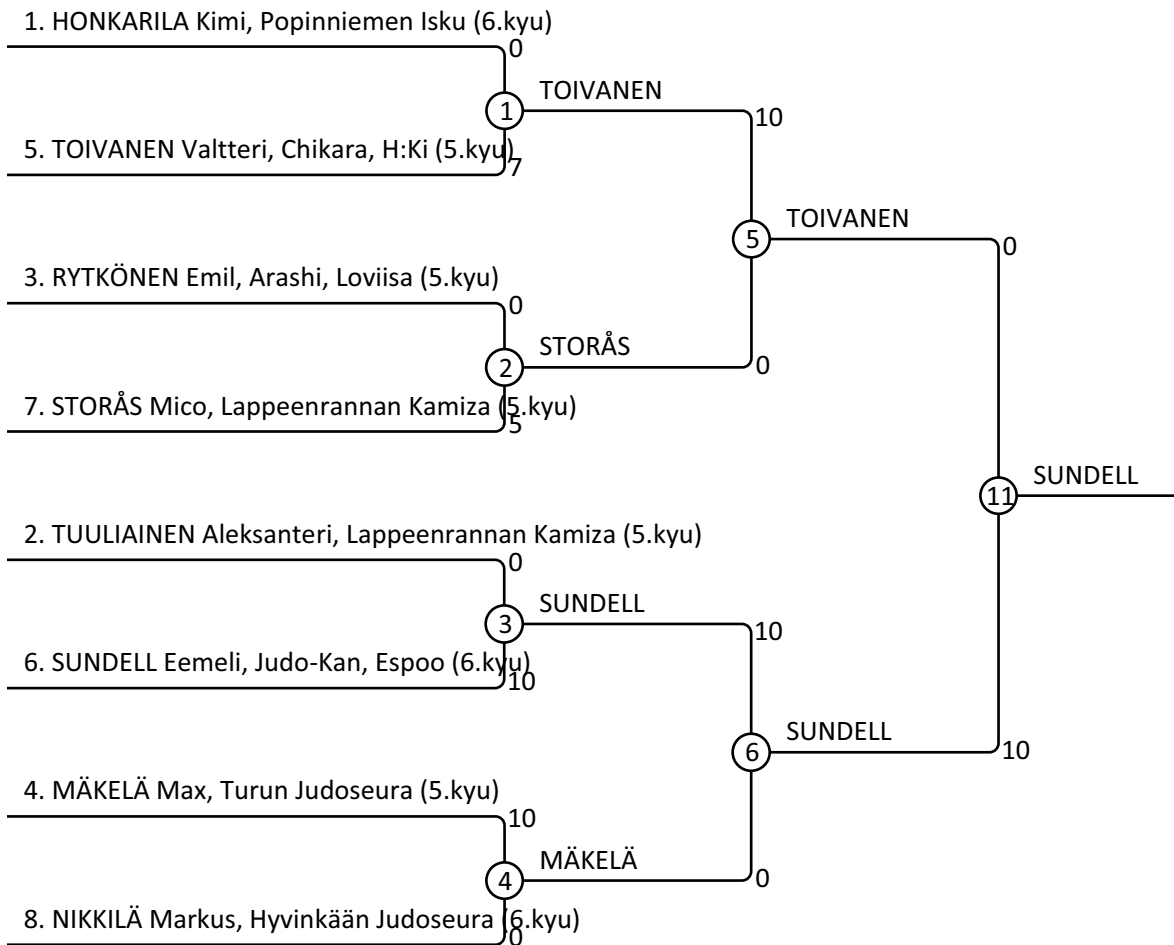 1. HONKARILA Kimi, Popinniemen Isku (6.kyu)
0
TOIVANEN
1
10
5. TOIVANEN Valtteri, Chikara, H:Ki (5.kyu)
7
TOIVANEN
5
0
3. RYTKÖNEN Emil, Arashi, Loviisa (5.kyu)
0
STORÅS
2
0
7. STORÅS Mico, Lappeenrannan Kamiza (5.kyu)
5
SUNDELL
11
2. TUULIAINEN Aleksanteri, Lappeenrannan Kamiza (5.kyu)
0
SUNDELL
3
10
6. SUNDELL Eemeli, Judo-Kan, Espoo (6.kyu)
10
SUNDELL
6
10
4. MÄKELÄ Max, Turun Judoseura (5.kyu)
10
MÄKELÄ
4
0
8. NIKKILÄ Markus, Hyvinkään Judoseura (6.kyu)
0